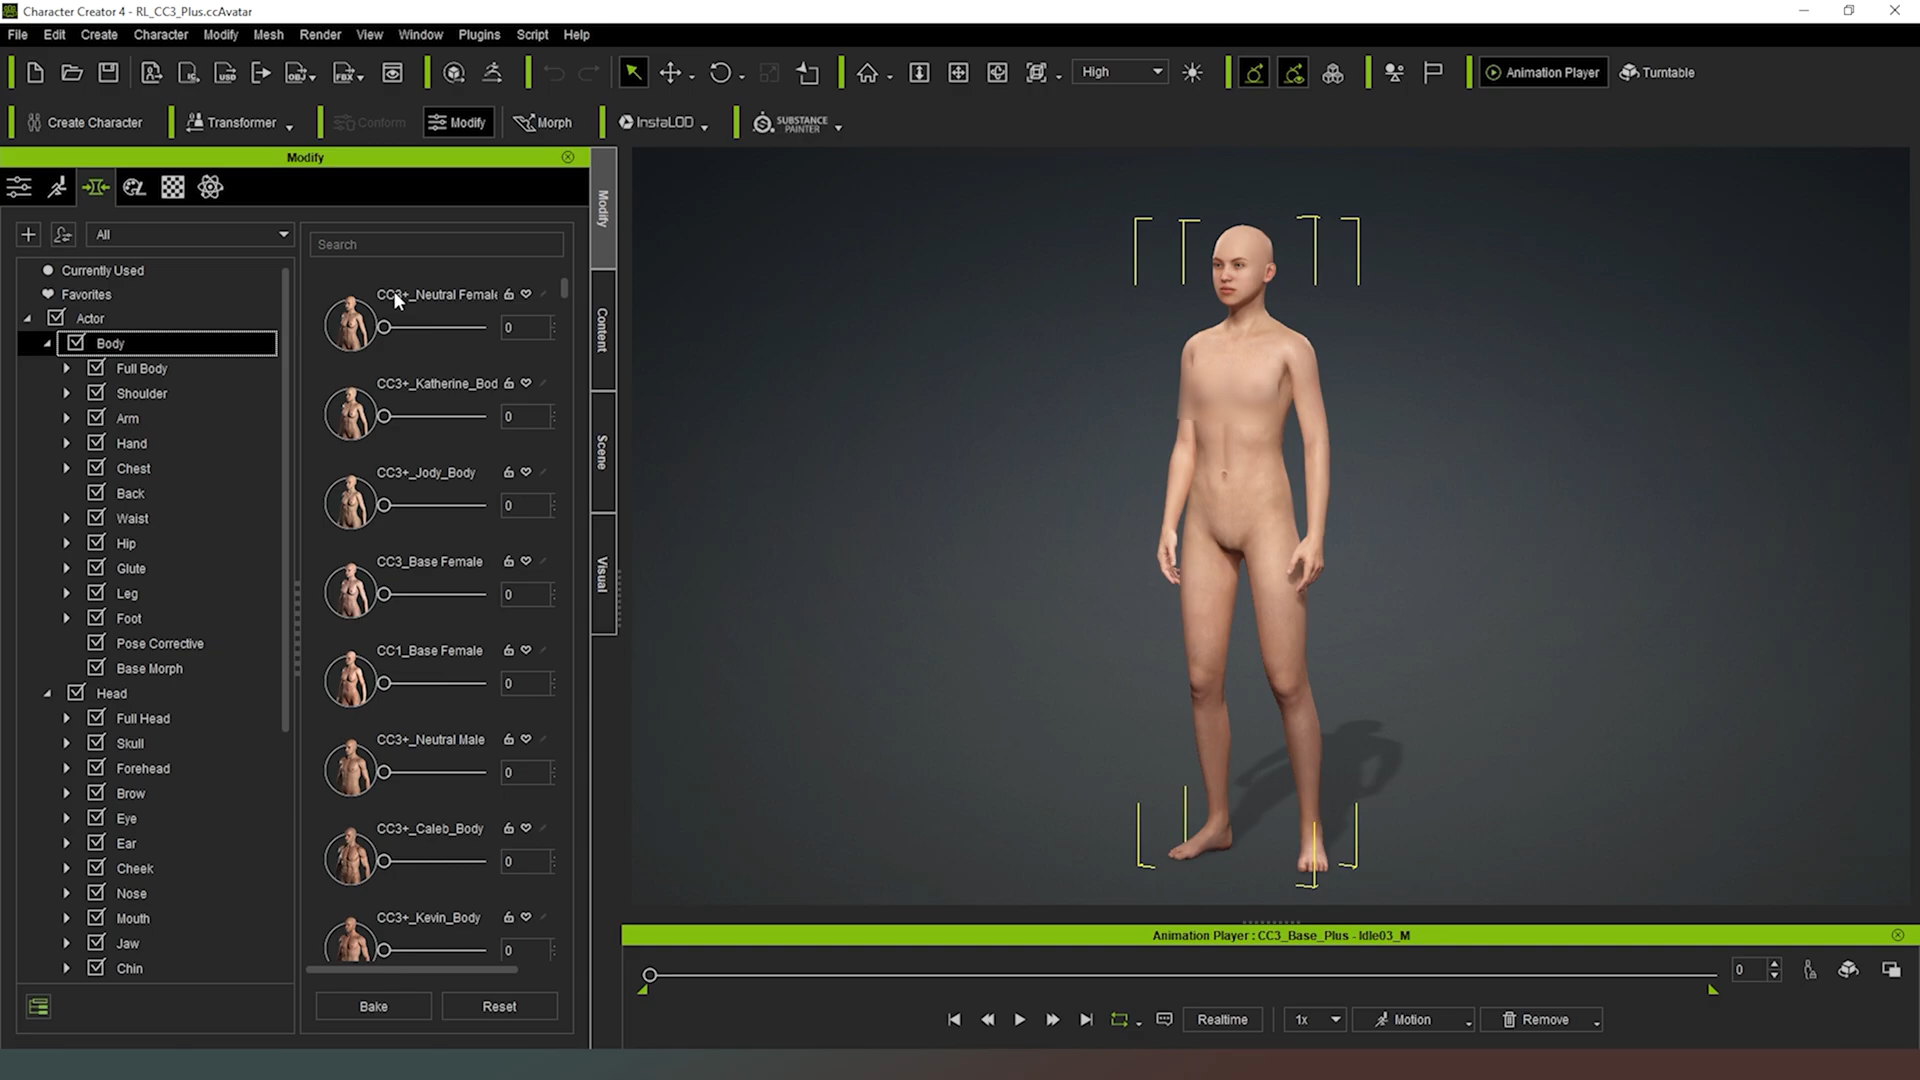 Character Creator 4 - RL_CC3_Plus.ccAvatar
File Edit Create Character Modify Mesh Render View Window Plugins Script Help
USD OBJ FBX High Animation Player Turntable
Create Character Transformer Conform Modify Morph InstaLOD SUBSTANCE PAINTER
Modify
All
Search
Currently Used
Favorites
Actor
Body
Full Body
Shoulder
Arm
Hand
Chest
Back
Waist
Hip
Glute
Leg
Foot
Pose Corrective
Base Morph
Head
Full Head
Skull
Forehead
Brow
Eye
Ear
Cheek
Nose
Mouth
Jaw
Chin
CC3+_Neutral Female
0
CC3+_Katherine_Bod
0
CC3+_Jody_Body
0
CC3_Base Female
0
CC1_Base Female
0
CC3+_Neutral Male
0
CC3+_Caleb_Body
0
CC3+_Kevin_Body
0
Bake Reset
Modify
Content
Scene
Visual
Animation Player : CC3_Base_Plus - Idle03_M
0
Realtime 1x Motion Remove